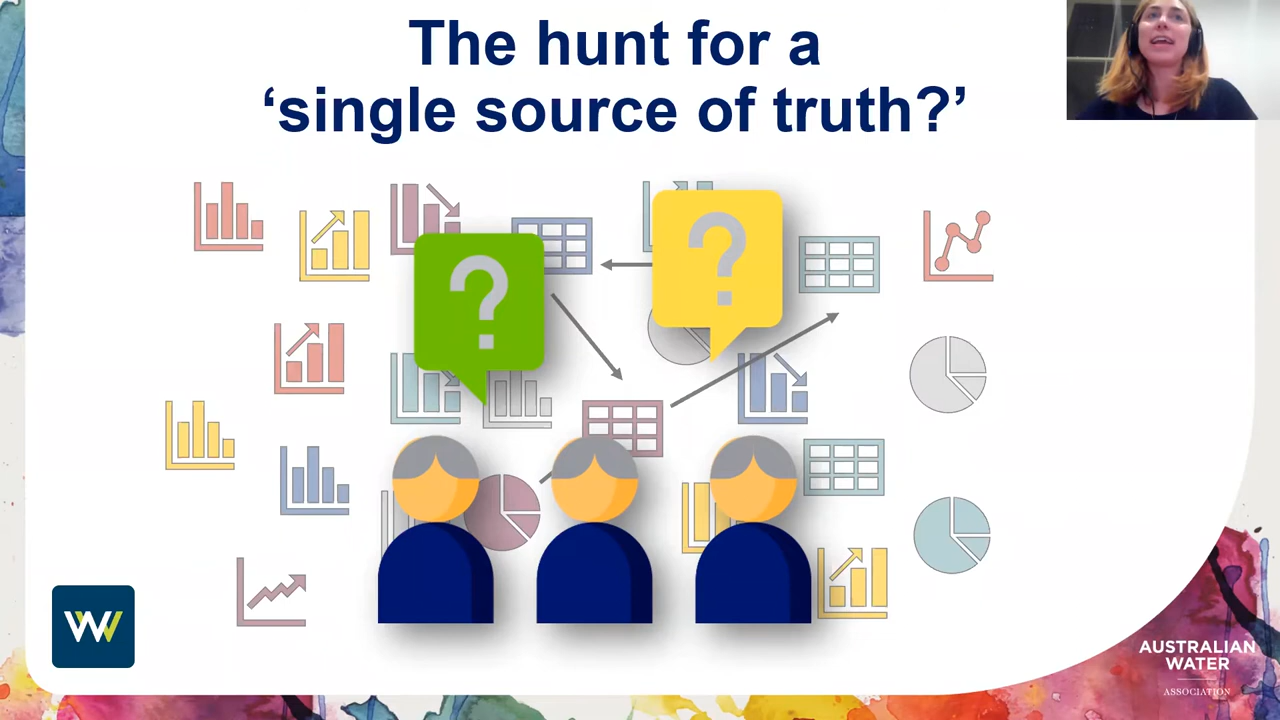 The hunt for a
‘single source of truth?’
?
?
W
AUSTRALIAN
WATER
ASSOCIATION